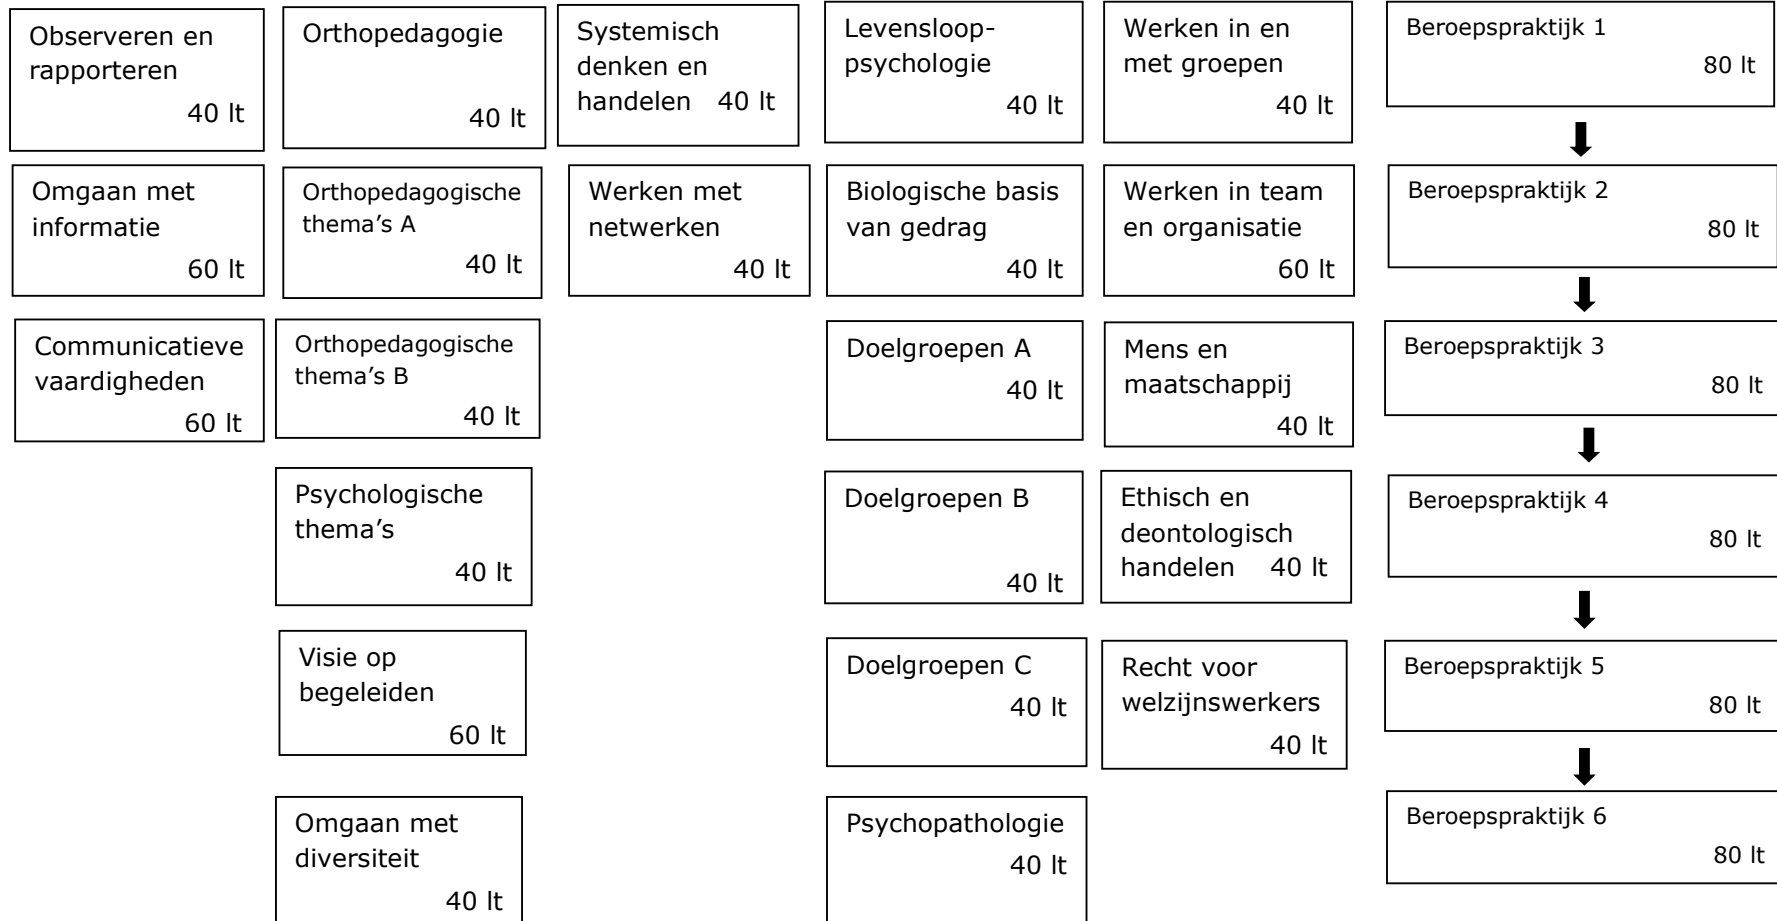 Observeren en
rapporteren
40 lt
Orthopedagogie
40 lt
Systemisch
denken en
handelen 40 lt
Levensloop-
psychologie
40 lt
Werken in en
met groepen
40 lt
Beroepspraktijk 1
80 lt
Omgaan met
informatie
60 lt
Orthopedagogische
thema's A
40 lt
Werken met
netwerken
40 lt
Biologische basis
van gedrag
40 lt
Werken in team
en organisatie
60 lt
Beroepspraktijk 2
80 lt
Communicatieve
vaardigheden
60 lt
Orthopedagogische
thema's B
40 lt
Doelgroepen A
40 lt
Mens en
maatschappij
40 lt
Beroepspraktijk 3
80 lt
Psychologische
thema's
40 lt
Doelgroepen B
40 lt
Ethisch en
deontologisch
handelen 40 lt
Beroepspraktijk 4
80 lt
Visie op
begeleiden
60 lt
Doelgroepen C
40 lt
Recht voor
welzijnswerkers
40 lt
Beroepspraktijk 5
80 lt
Omgaan met
diversiteit
40 lt
Psychopathologie
40 lt
Beroepspraktijk 6
80 lt